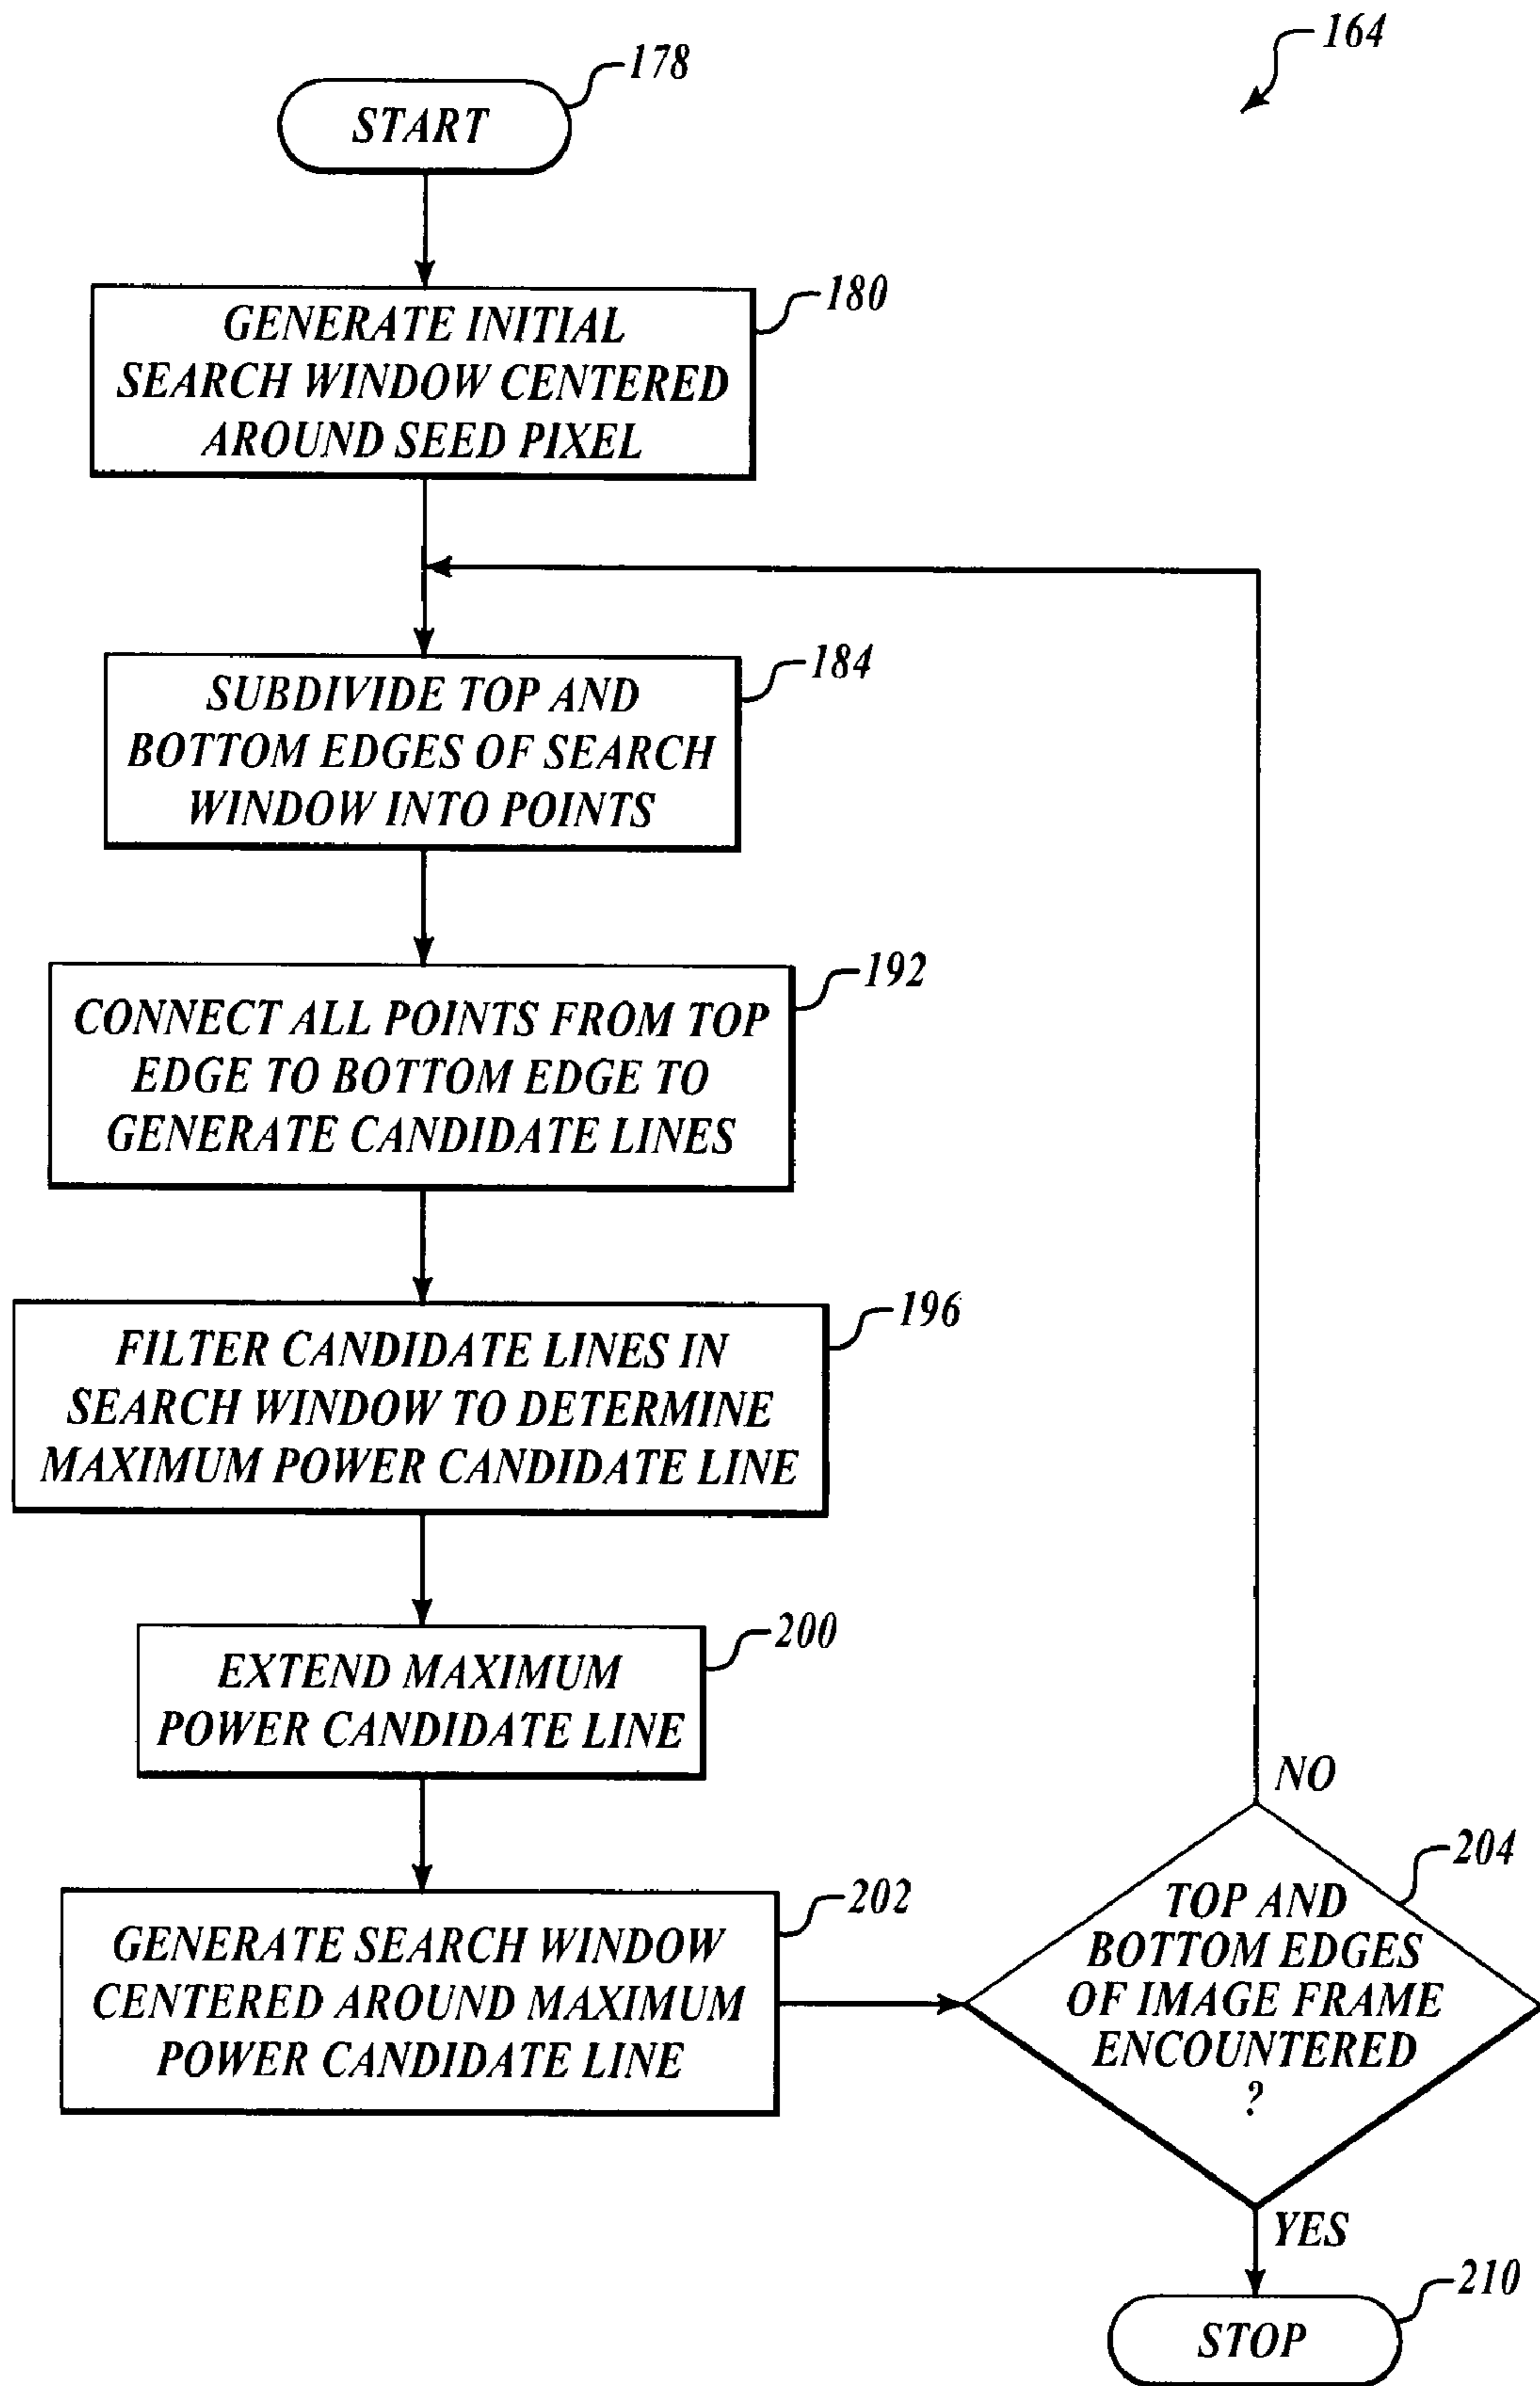 164
178
START
180
GENERATE INITIAL
SEARCH WINDOW CENTERED
AROUND SEED PIXEL
184
SUBDIVIDE TOP AND
BOTTOM EDGES OF SEARCH
WINDOW INTO POINTS
192
CONNECT ALL POINTS FROM TOP
EDGE TO BOTTOM EDGE TO
GENERATE CANDIDATE LINES
196
FILTER CANDIDATE LINES IN
SEARCH WINDOW TO DETERMINE
MAXIMUM POWER CANDIDATE LINE
200
EXTEND MAXIMUM
POWER CANDIDATE LINE
202
GENERATE SEARCH WINDOW
CENTERED AROUND MAXIMUM
POWER CANDIDATE LINE
NO
204
TOP AND
BOTTOM EDGES
OF IMAGE FRAME
ENCOUNTERED
?
YES
210
STOP